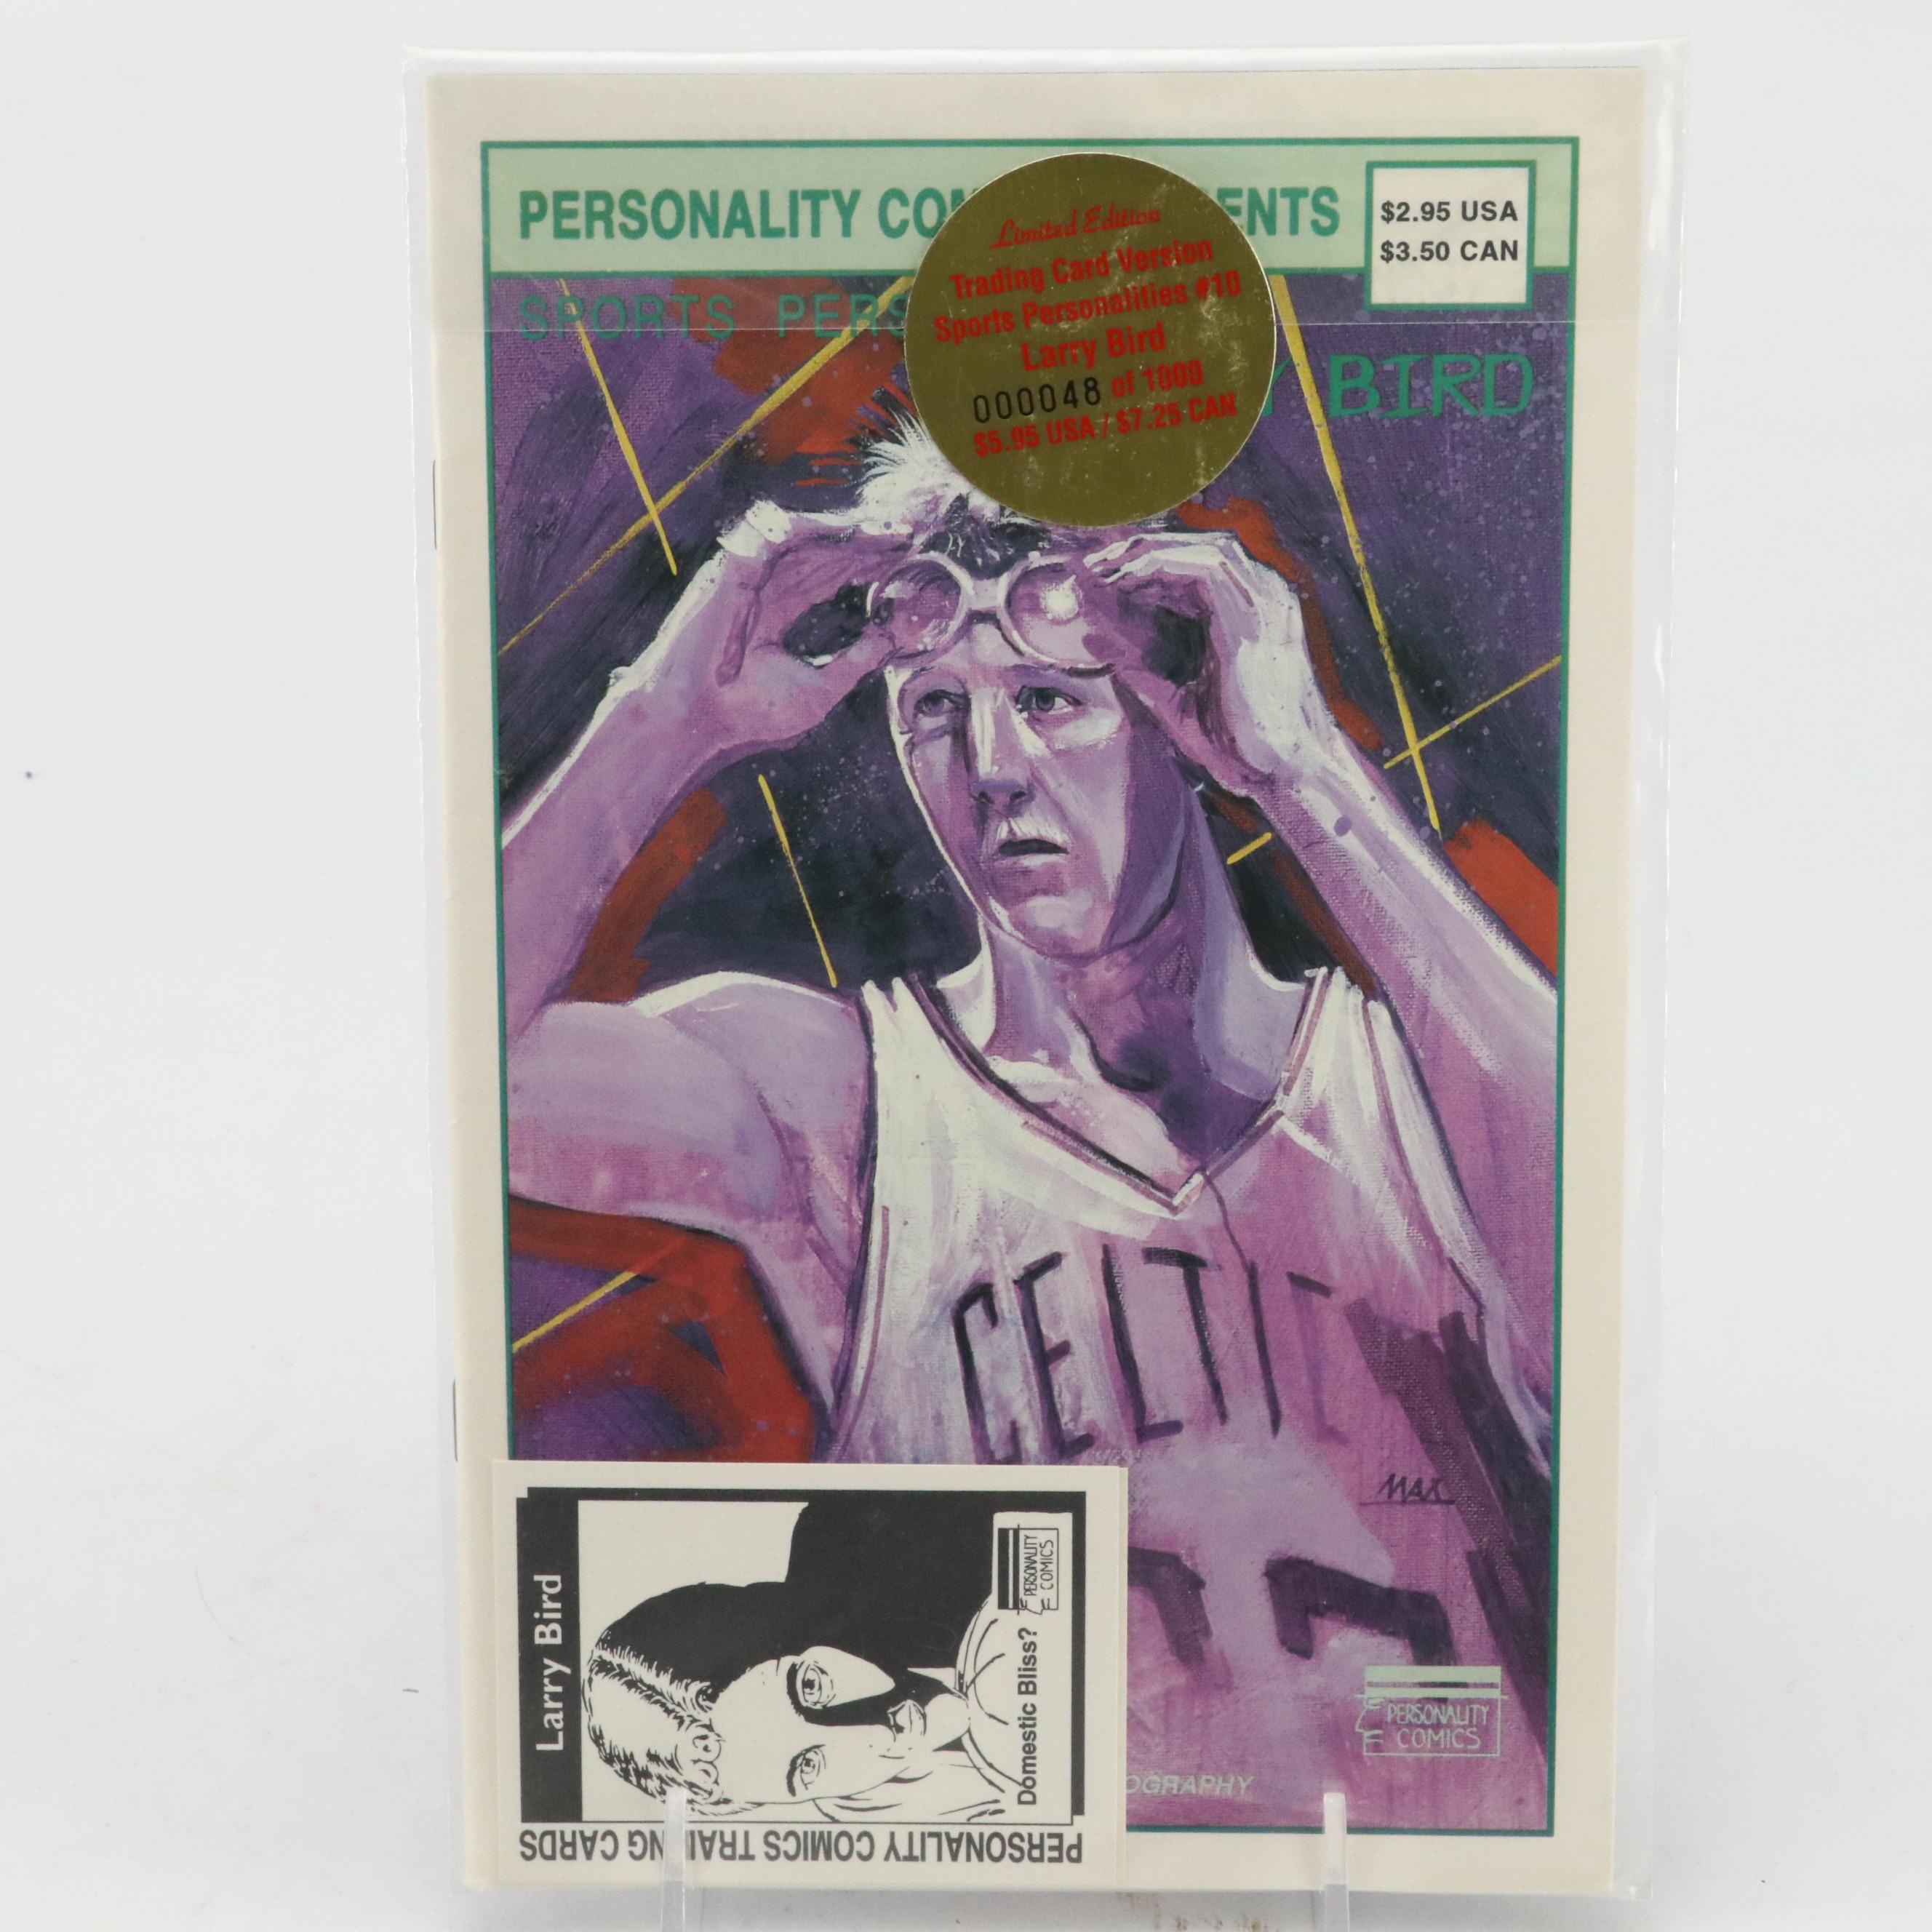 PERSONALITY CO ENTS
$2.95 USA
$3.50 CAN
SPORTS PERS
BIRD
Limited Edition
Trading Card Version
Sports Personalities #10
Larry Bird
000048 of 1000
$5.95 USA / $7.25 CAN
CELTI
MAX
Larry Bird
PERSONALITY
COMICS
Domestic Bliss?
PERSONALITY COMICS TRADING CARDS
PERSONALITY
COMICS
OGRAPHY